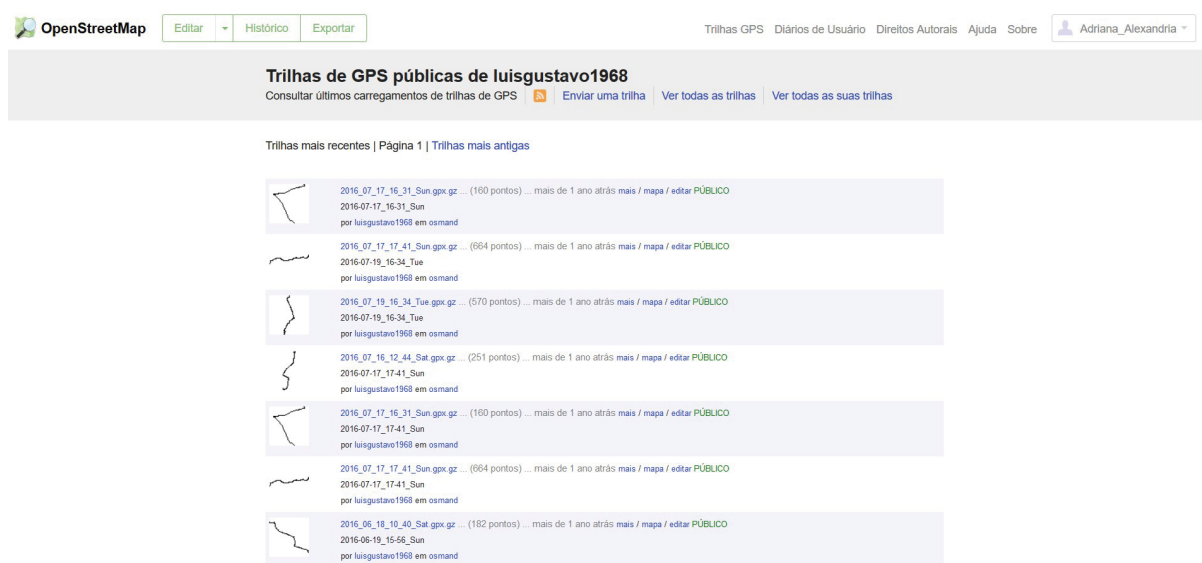 OpenStreetMap Editar Histórico Exportar Trilhas GPS Diários de Usuário Direitos Autorais Ajuda Sobre Adriana_Alexandria
Trilhas de GPS públicas de luisgustavo1968
Consultar últimos carregamentos de trilhas de GPS Enviar uma trilha Ver todas as trilhas Ver todas as suas trilhas
Trilhas mais recentes | Página 1 | Trilhas mais antigas
2016_07_17_16_31_Sun.gpx.gz ... (160 pontos) ... mais de 1 ano atrás mais / mapa / editar PÚBLICO
2016-07-17_16-31_Sun
por luisgustavo1968 em osmand
2016_07_17_17_41_Sun.gpx.gz ... (664 pontos) ... mais de 1 ano atrás mais / mapa / editar PÚBLICO
2016-07-19_16-34_Tue
por luisgustavo1968 em osmand
2016_07_19_16_34_Tue.gpx.gz ... (570 pontos) ... mais de 1 ano atrás mais / mapa / editar PÚBLICO
2016-07-19_16-34_Tue
por luisgustavo1968 em osmand
2016_07_16_12_44_Sat.gpx.gz ... (251 pontos) ... mais de 1 ano atrás mais / mapa / editar PÚBLICO
2016-07-17_17-41_Sun
por luisgustavo1968 em osmand
2016_07_17_16_31_Sun.gpx.gz ... (160 pontos) ... mais de 1 ano atrás mais / mapa / editar PÚBLICO
2016-07-17_17-41_Sun
por luisgustavo1968 em osmand
2016_07_17_17_41_Sun.gpx.gz ... (664 pontos) ... mais de 1 ano atrás mais / mapa / editar PÚBLICO
2016-07-17_17-41_Sun
por luisgustavo1968 em osmand
2016_06_18_10_40_Sat.gpx.gz ... (182 pontos) ... mais de 1 ano atrás mais / mapa / editar PÚBLICO
2016-06-19_15-56_Sun
por luisgustavo1968 em osmand